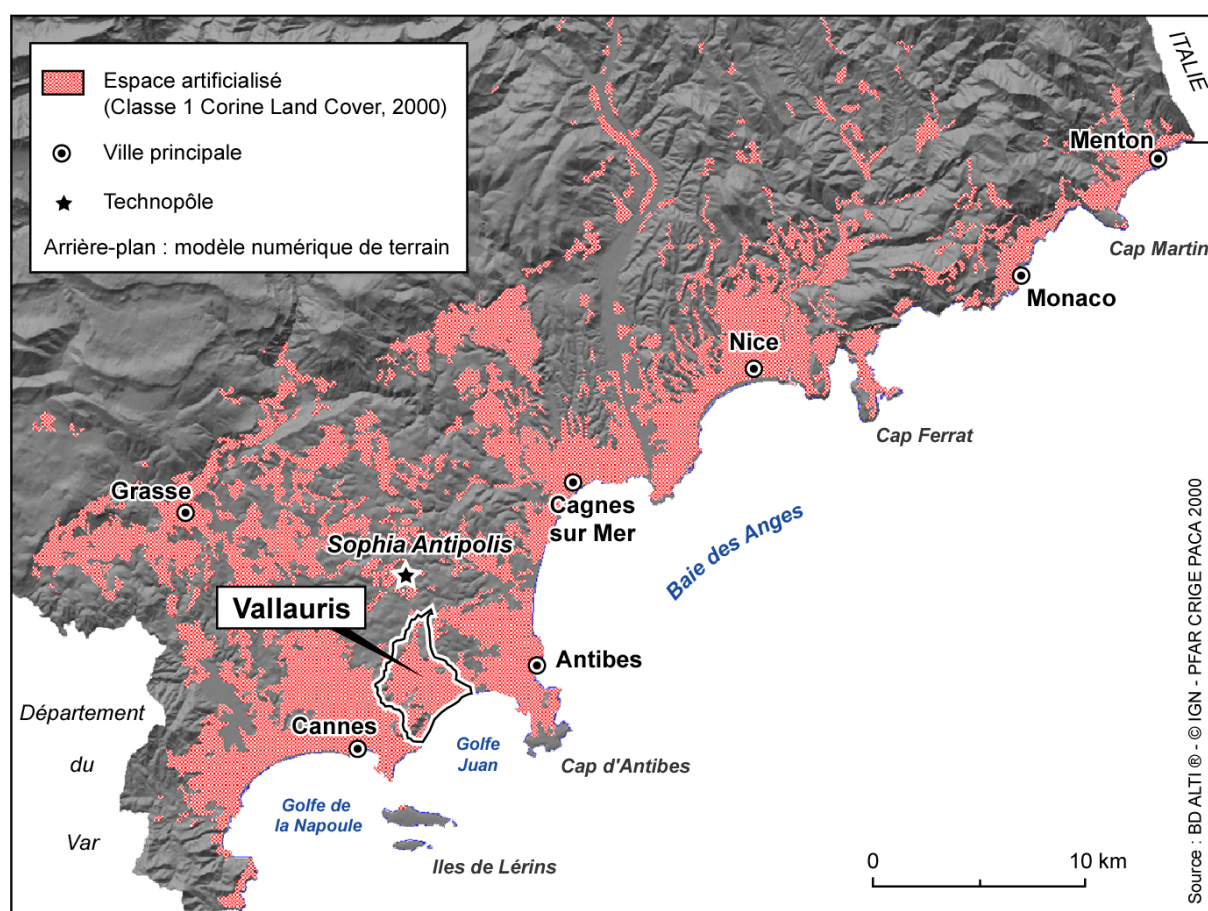 Espace artificialisé
(Classe 1 Corine Land Cover, 2000)
Ville principale
Technopôle
Arrière-plan : modèle numérique de terrain
ITALIE
Menton
Cap Martin
Monaco
Nice
Cap Ferrat
Grasse
Cagnes
sur Mer
Sophia Antipolis
Baie des Anges
Vallauris
Antibes
Département
du
Var
Cannes
Golfe
Juan
Cap d'Antibes
Golfe de
la Napoule
Iles de Lérins
0 10 km
Source : BD ALTI ® - © IGN - PFAR CRIGE PACA 2000